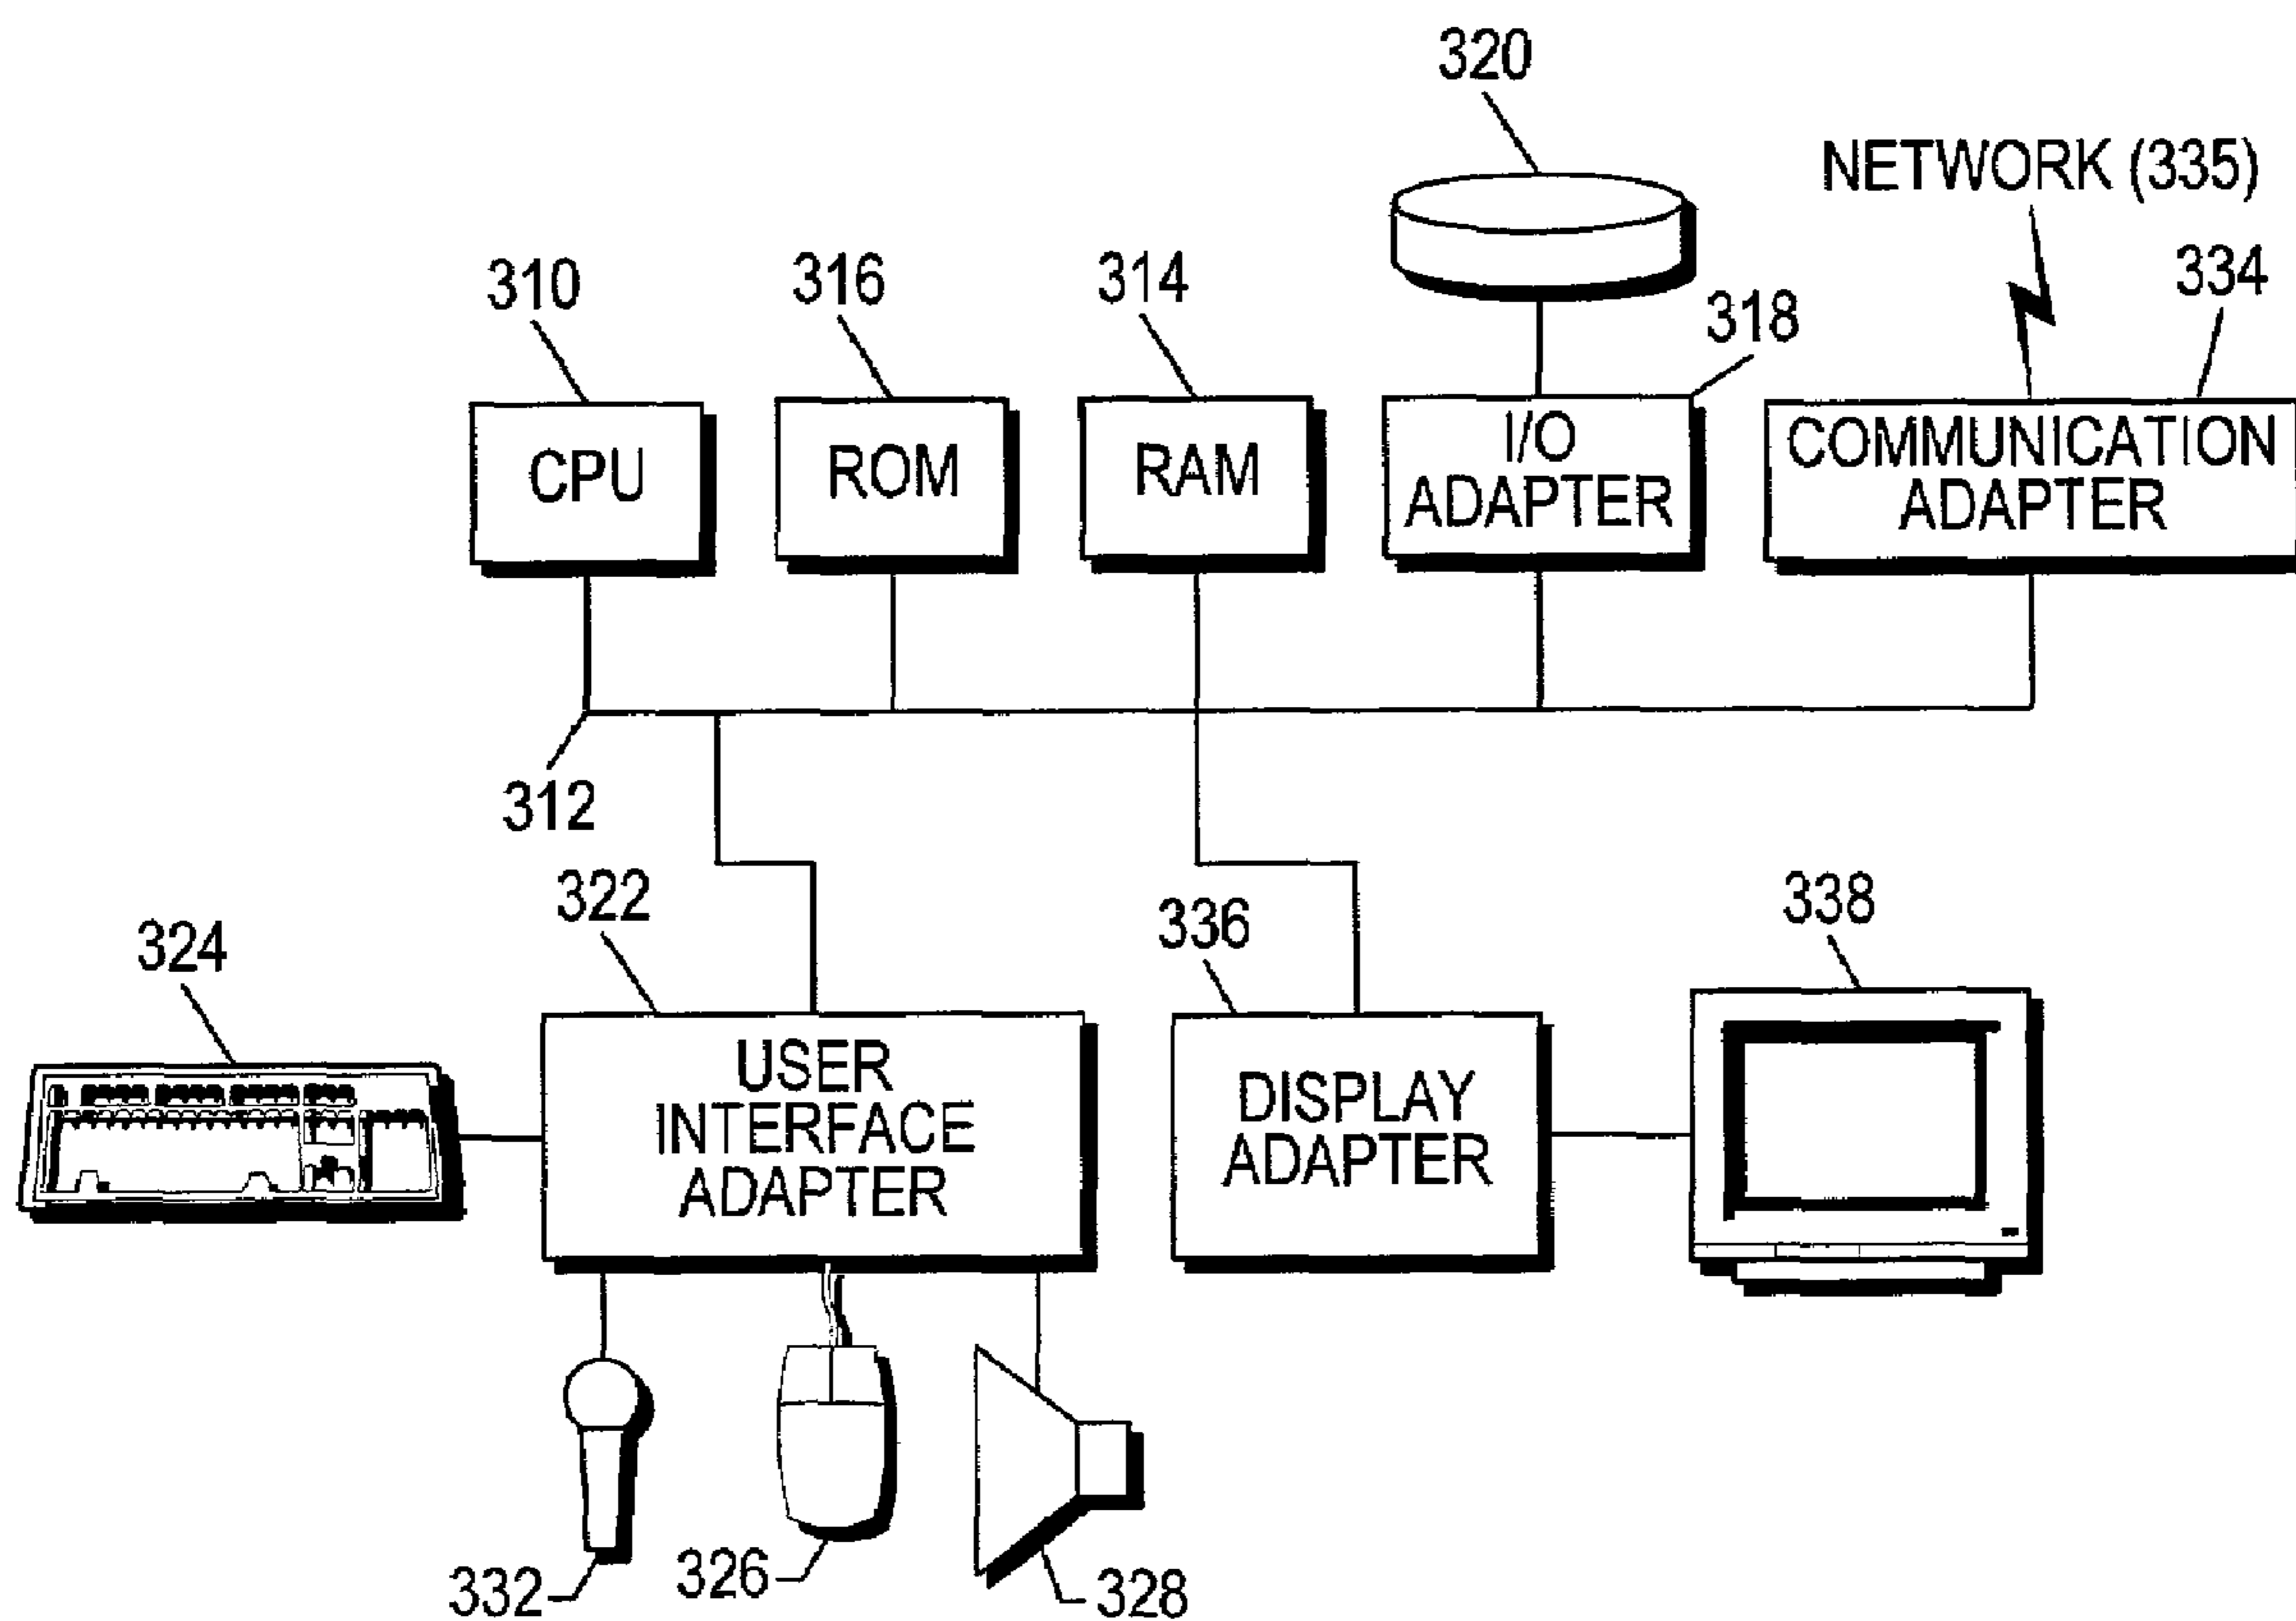 320
NETWORK (335)
310
316
314
318
334
CPU
ROM
RAM
I/O
ADAPTER
COMMUNICATION
ADAPTER
312
322
324
336
338
USER
INTERFACE
ADAPTER
DISPLAY
ADAPTER
332
326
328